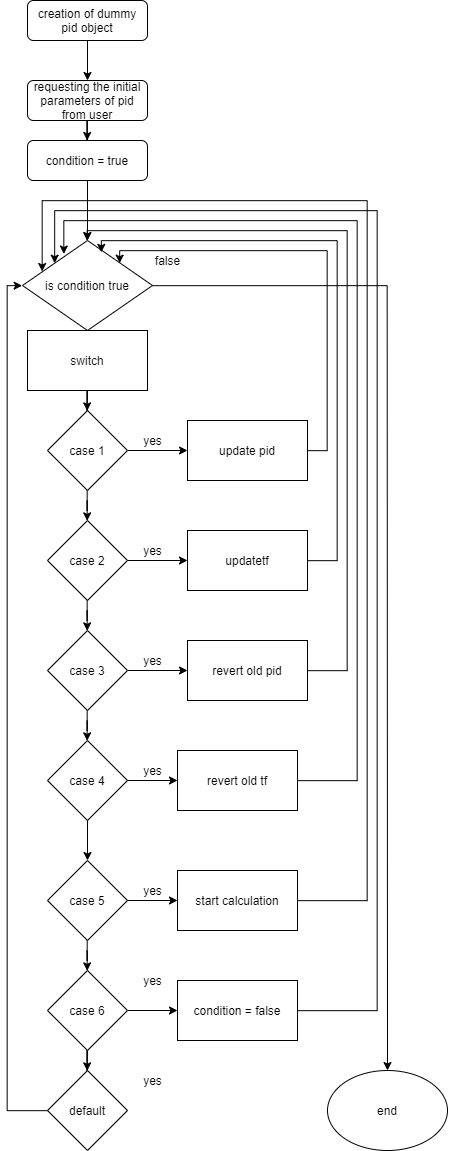 creation of dummy
pid object
requesting the initial
parameters of pid
from user
condition = true
false
is condition true
switch
case 1
yes
update pid
case 2
yes
updatetf
case 3
yes
revert old pid
case 4
yes
revert old tf
case 5
yes
start calculation
yes
case 6
condition = false
yes
default
end